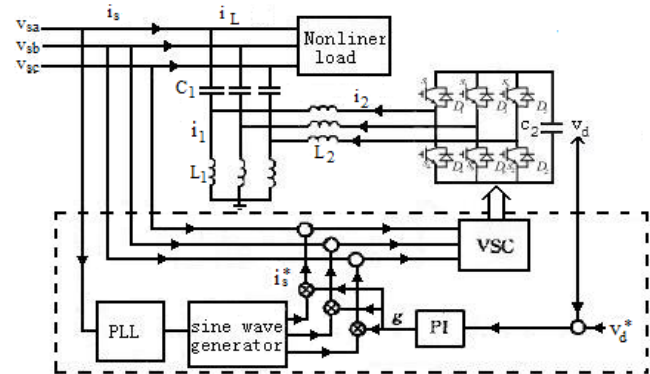 v_sa i_s i_L
v_sb
v_sc
Nonliner
load
C_1
i_1
i_2
L_1
L_2
C_2
v_d
VSC
i_s^*
PLL
sine wave
generator
g
PI
v_d^*